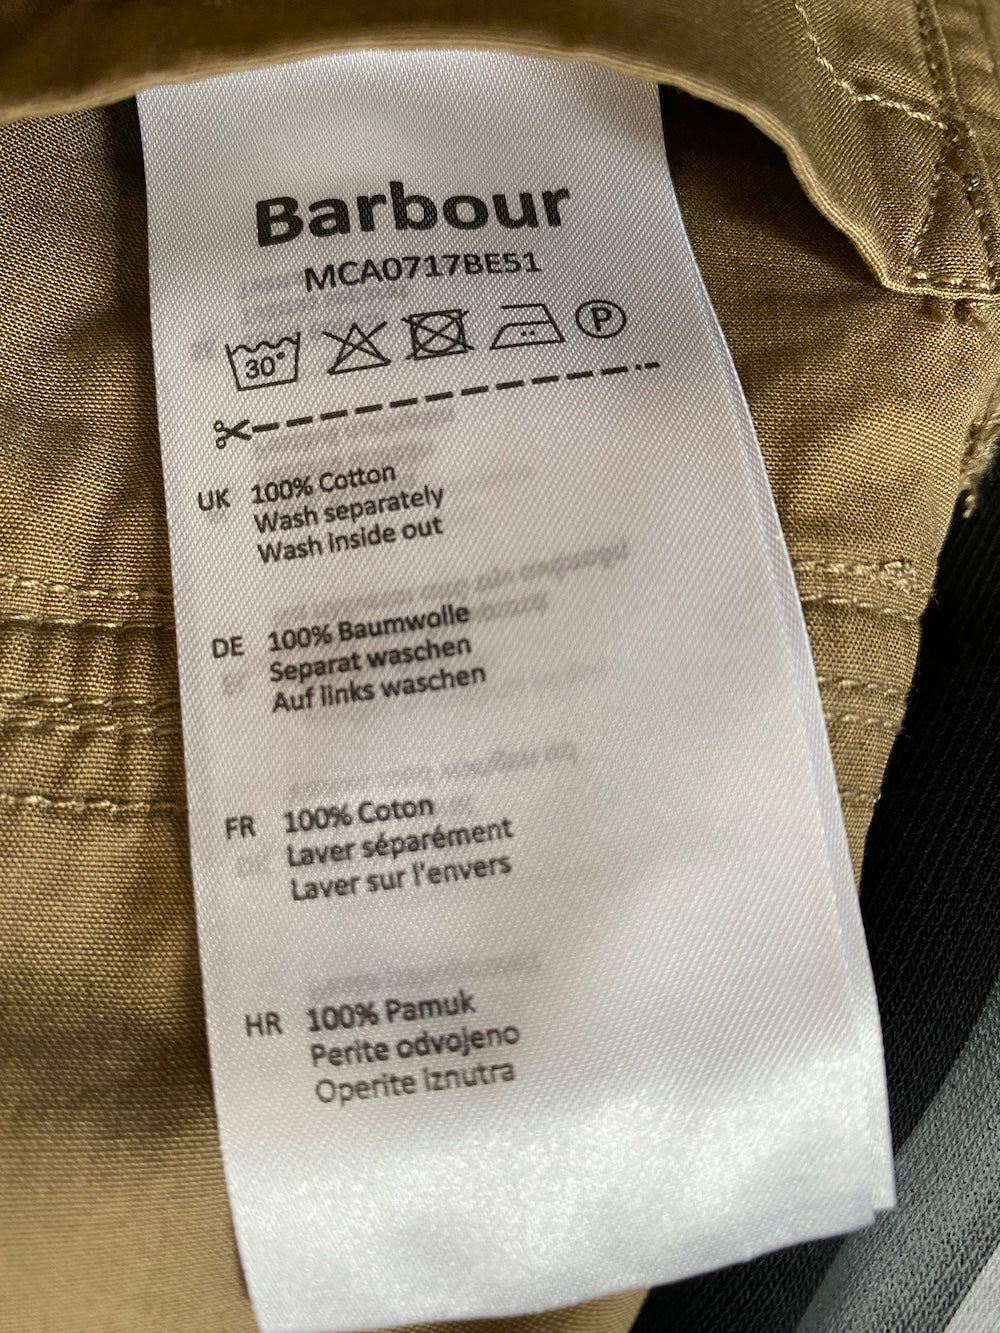 Barbour
MCA0717BE51
30° P
UK 100% Cotton
Wash separately
Wash inside out
DE 100% Baumwolle
Separat waschen
Auf links waschen
FR 100% Coton
Laver séparément
Laver sur l'envers
HR 100% Pamuk
Perite odvojeno
Operite iznutra